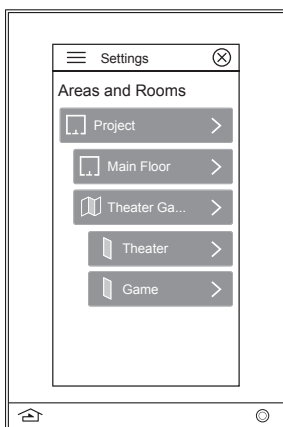 Settings
Areas and Rooms
Project
Main Floor
Theater Ga...
Theater
Game